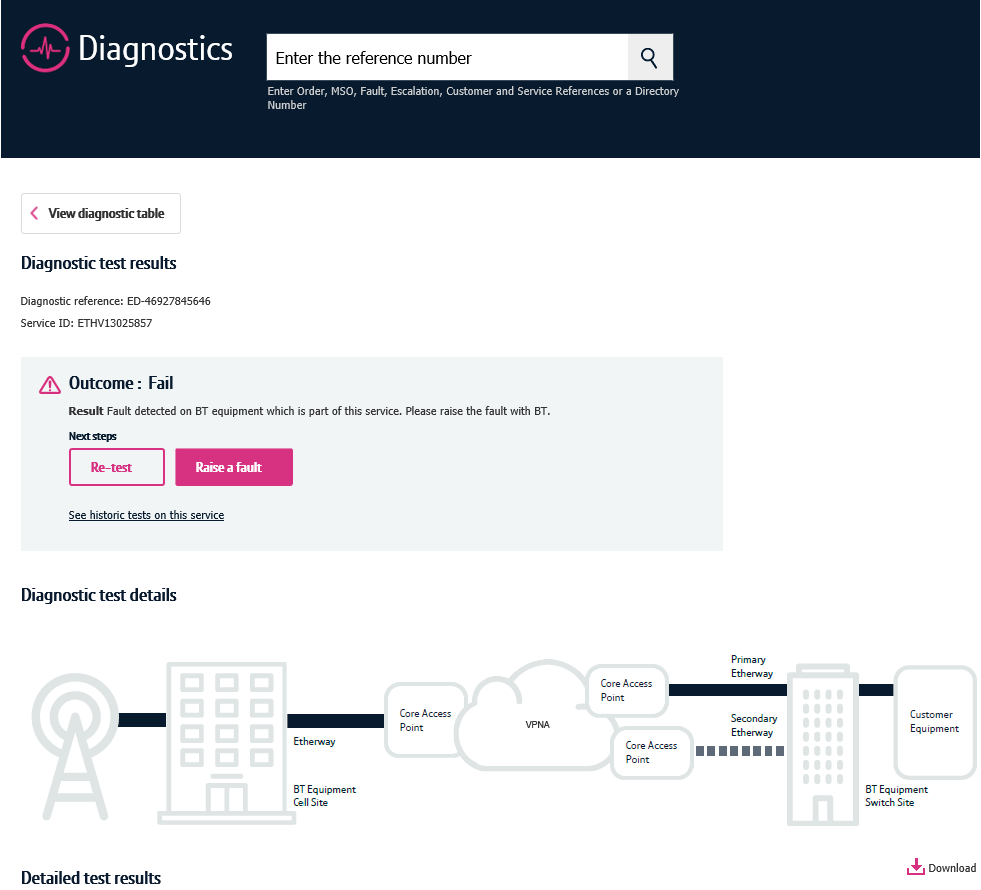 Diagnostics
Enter the reference number
Enter Order, MSO, Fault, Escalation, Customer and Service References or a Directory
Number
View diagnostic table
Diagnostic test results
Diagnostic reference: ED-46927845646
Service ID: ETHV13025857
Outcome : Fail
Result Fault detected on BT equipment which is part of this service. Please raise the fault with BT.
Next steps
Re-test
Raise a fault
See historic tests on this service
Diagnostic test details
Etherway
BT Equipment
Cell Site
Core Access
Point
VPNA
Core Access
Point
Core Access
Point
Primary
Etherway
Secondary
Etherway
BT Equipment
Switch Site
Customer
Equipment
Download
Detailed test results